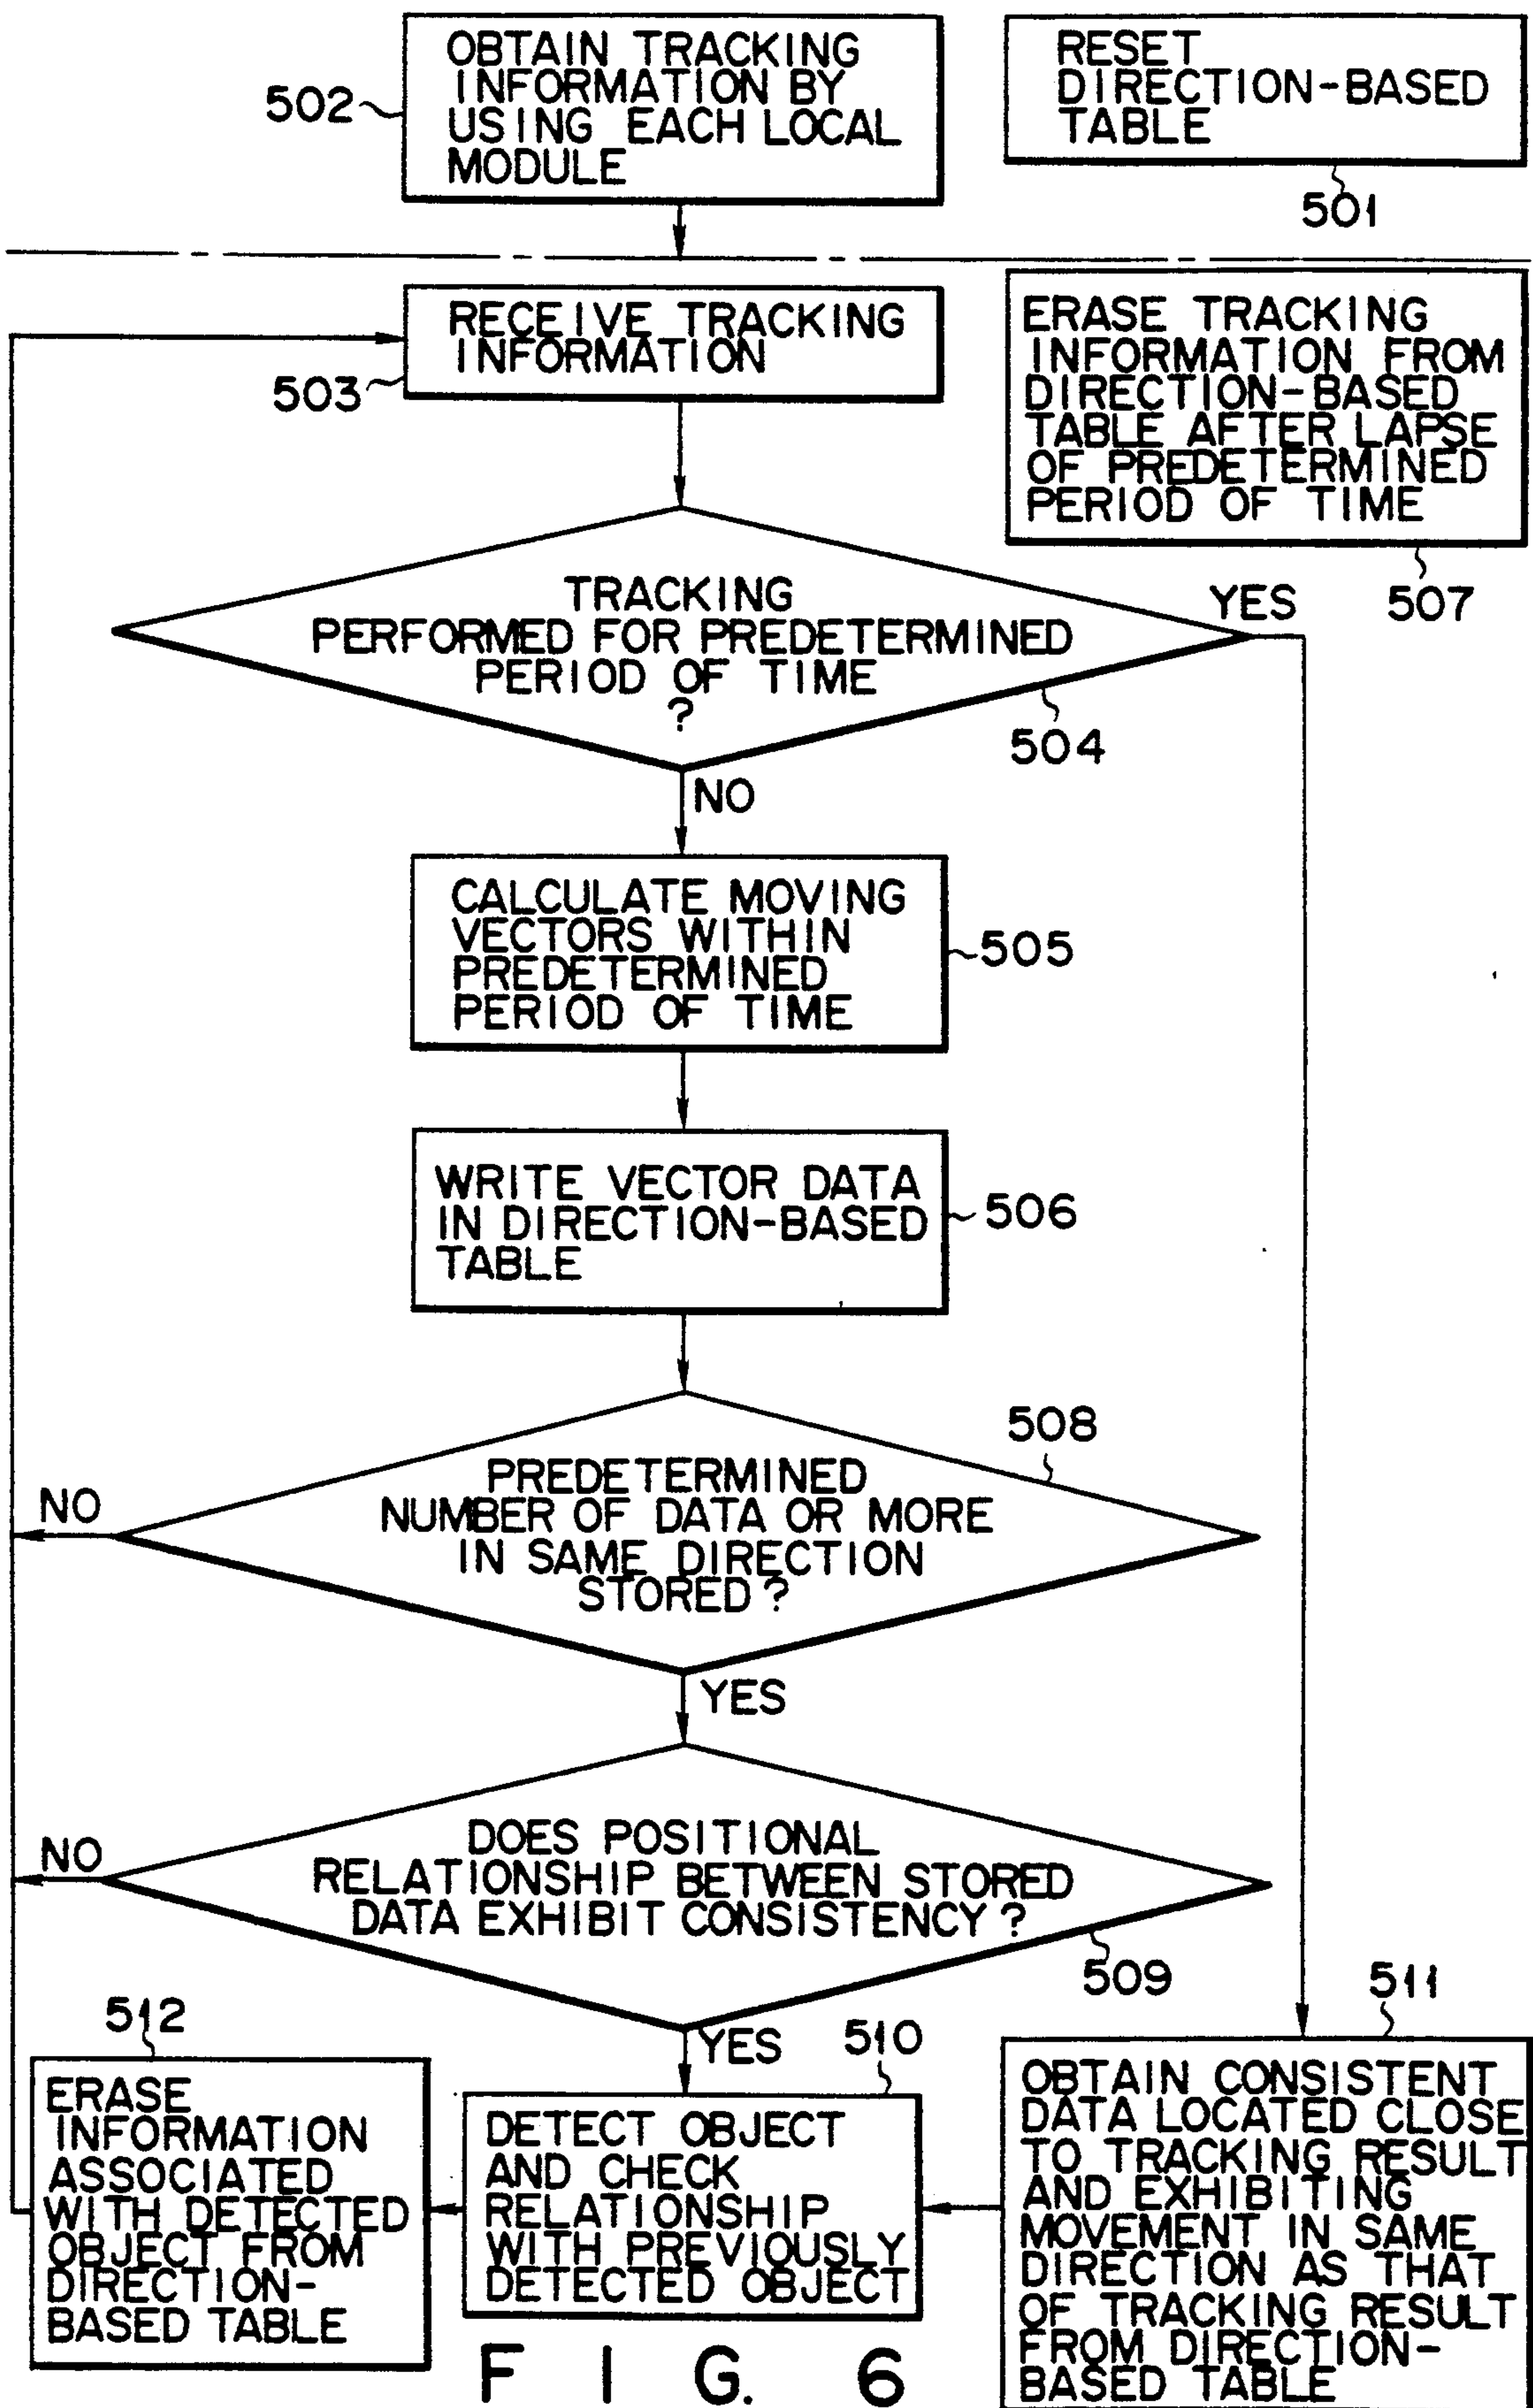 OBTAIN TRACKING
INFORMATION BY
USING EACH LOCAL
MODULE
502
RESET
DIRECTION-BASED
TABLE
501
RECEIVE TRACKING
INFORMATION
503
ERASE TRACKING
INFORMATION FROM
DIRECTION-BASED
TABLE AFTER LAPSE
OF PREDETERMINED
PERIOD OF TIME
507
TRACKING
PERFORMED FOR PREDETERMINED
PERIOD OF TIME
?
YES
504
NO
CALCULATE MOVING
VECTORS WITHIN
PREDETERMINED
PERIOD OF TIME
505
WRITE VECTOR DATA
IN DIRECTION-BASED
TABLE
506
508
PREDETERMINED
NUMBER OF DATA OR MORE
IN SAME DIRECTION
STORED?
NO
YES
DOES POSITIONAL
RELATIONSHIP BETWEEN STORED
DATA EXHIBIT CONSISTENCY?
NO
509
YES
512
ERASE
INFORMATION
ASSOCIATED
WITH DETECTED
OBJECT FROM
DIRECTION-
BASED TABLE
510
DETECT OBJECT
AND CHECK
RELATIONSHIP
WITH PREVIOUSLY
DETECTED OBJECT
511
OBTAIN CONSISTENT
DATA LOCATED CLOSE
TO TRACKING RESULT
AND EXHIBITING
MOVEMENT IN SAME
DIRECTION AS THAT
OF TRACKING RESULT
FROM DIRECTION-
BASED TABLE
FIG. 6